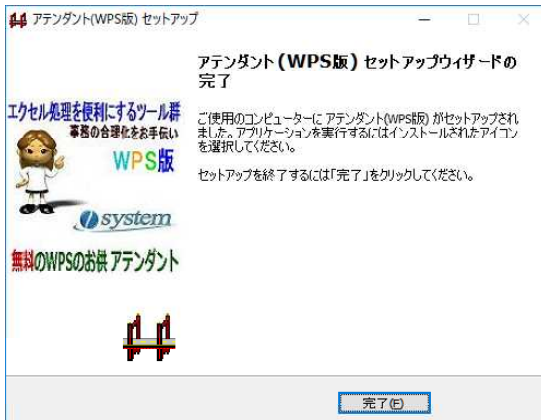 アテンダント(WPS版) セットアップ
アテンダント (WPS版) セットアップウィザードの
完了
エクセル処理を便利にするツール群
事務の合理化をお手伝い
WPS版
system
無料のWPSのお供 アテンダント
ご使用のコンピューターに アテンダント(WPS版) がセットアップされ
ました。アプリケーションを実行するにはインストールされたアイコン
を選択してください。
セットアップを終了するには「完了」をクリックしてください。
完了(F)